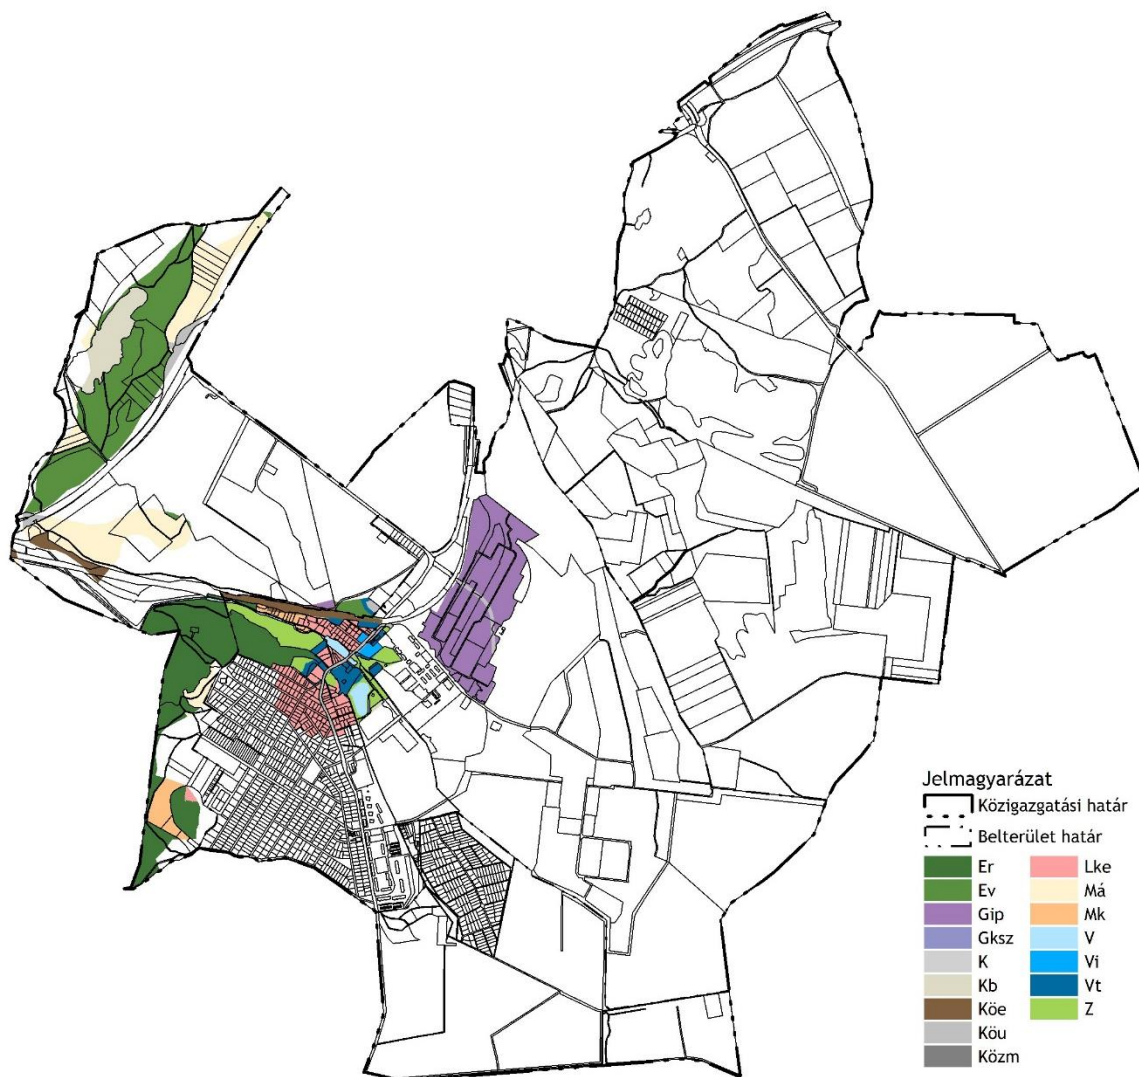 Jelmagyarázat
Közigazgatási határ
Belterület határ
Er
Ev
Gip
Gksz
K
Kb
Köe
Köu
Közm
Lke
Má
Mk
V
Vi
Vt
Z